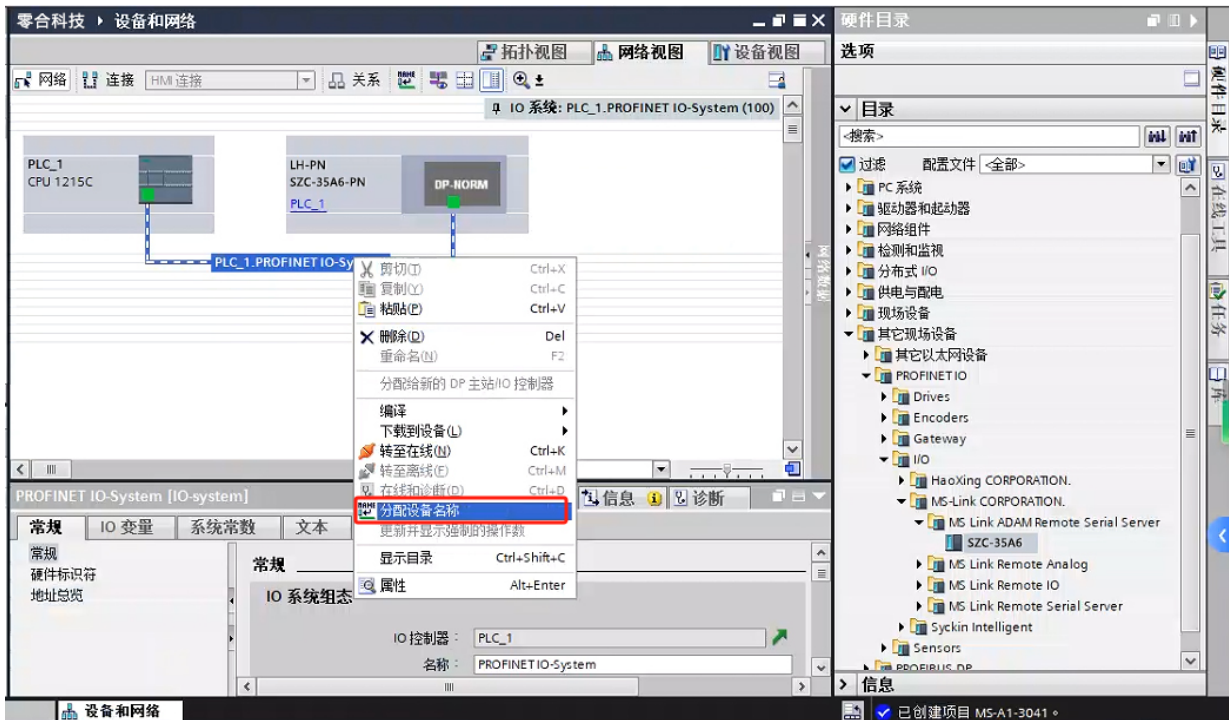 零合科技 ▸ 设备和网络
拓扑视图
网络视图
设备视图
网络
连接
HMI 连接
关系
IO 系统: PLC_1.PROFINET IO-System (100)
PLC_1
CPU 1215C
LH-PN
SZC-35A6-PN
PLC_1
DP-NORM
PLC_1.PROFINET IO-Sy
剪切(T) Ctrl+X
复制(Y) Ctrl+C
粘贴(P) Ctrl+V
删除(D) Del
重命名(N) F2
分配给新的 DP 主站/IO 控制器
编译
下载到设备(L)
转至在线(N) Ctrl+K
转至离线(F) Ctrl+M
在线和诊断(D) Ctrl+D
分配设备名称
更新并显示强制的操作数
显示目录 Ctrl+Shift+C
属性 Alt+Enter
网络数据
PROFINET IO-System [IO-system]
信息
诊断
常规
IO 变量
系统常数
文本
常规
硬件标识符
地址总览
常规
IO 系统组态
IO 控制器: PLC_1
名称: PROFINET IO-System
设备和网络
硬件目录
选项
目录
<搜索>
过滤 配置文件 <全部>
PC 系统
驱动器和起动器
网络组件
检测和监视
分布式 I/O
供电与配电
现场设备
其它现场设备
其它以太网设备
PROFINET IO
Drives
Encoders
Gateway
I/O
HaoXing CORPORATION.
MS-Link CORPORATION.
MS Link ADAM Remote Serial Server
SZC-35A6
MS Link Remote Analog
MS Link Remote IO
MS Link Remote Serial Server
Syckin Intelligent
Sensors
PROFIBUS DP
信息
已创建项目 MS-A1-3041。
硬件目录
在线工具
任务
库